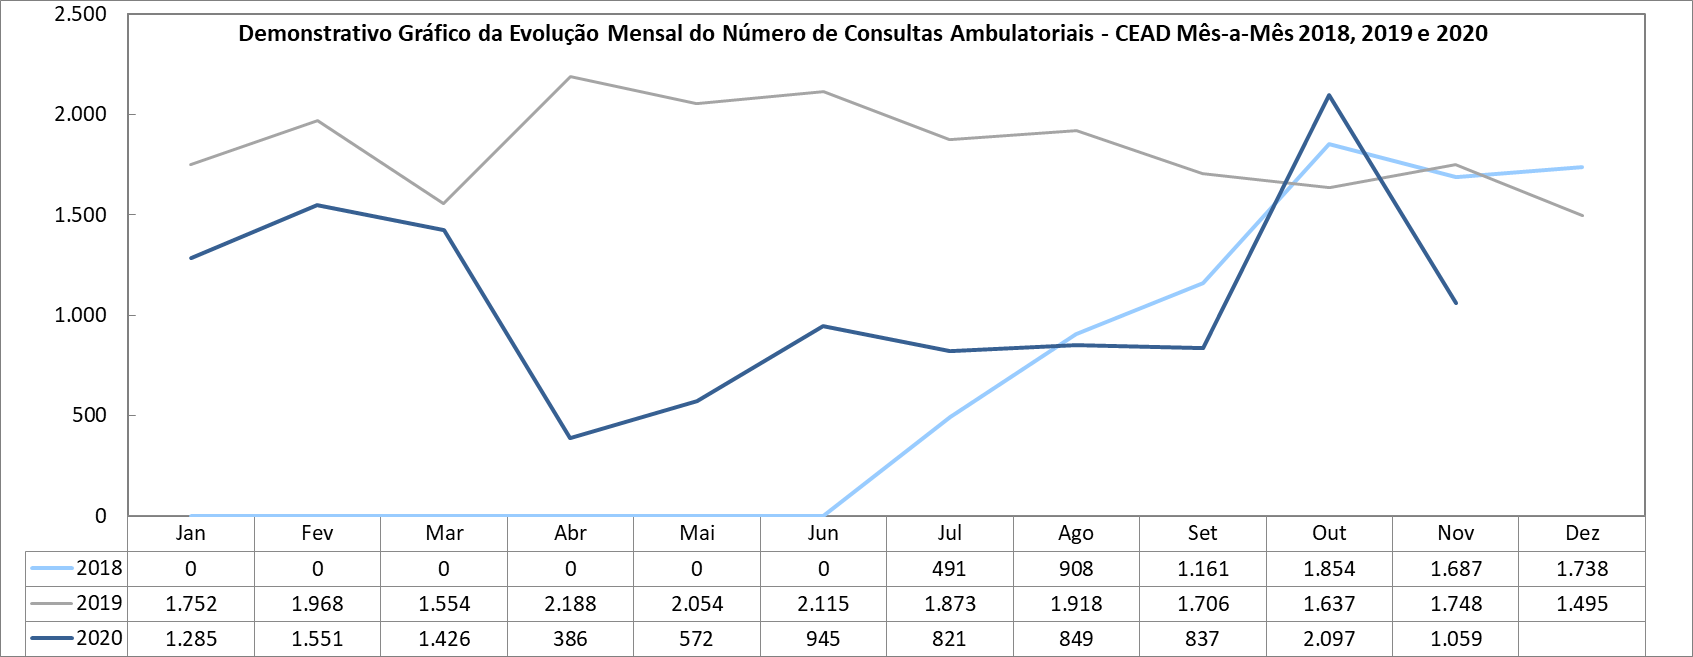 Demonstrativo Gráfico da Evolução Mensal do Número de Consultas Ambulatoriais - CEAD Mês-a-Mês 2018, 2019 e 2020
2.500
2.000
1.500
1.000
500
0
Jan Fev Mar Abr Mai Jun Jul Ago Set Out Nov Dez
2018 0 0 0 0 0 0 491 908 1.161 1.854 1.687 1.738
2019 1.752 1.968 1.554 2.188 2.054 2.115 1.873 1.918 1.706 1.637 1.748 1.495
2020 1.285 1.551 1.426 386 572 945 821 849 837 2.097 1.059